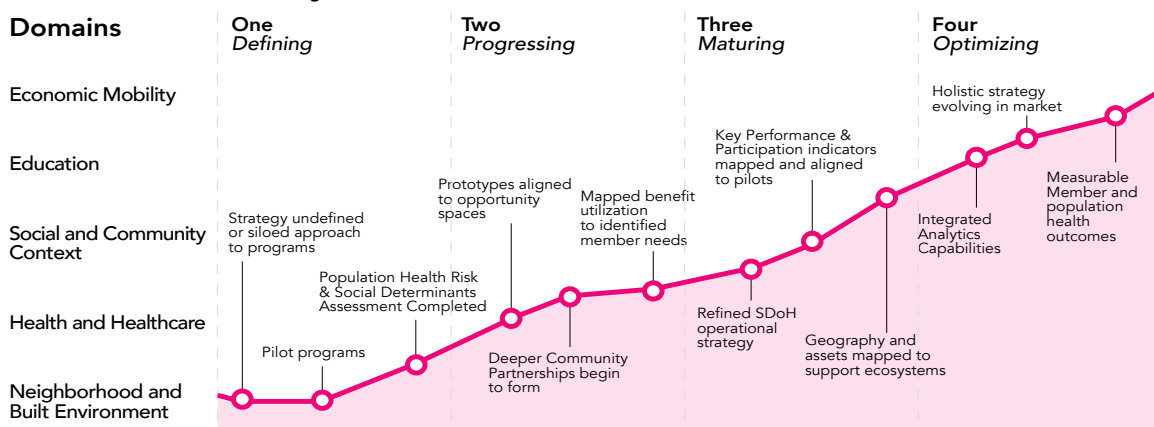 Domains
One
Defining
Two
Progressing
Three
Maturing
Four
Optimizing
Economic Mobility
Education
Social and Community
Context
Health and Healthcare
Neighborhood and
Built Environment
Strategy undefined
or siloed approach
to programs
Pilot programs
Population Health Risk
& Social Determinants
Assessment Completed
Prototypes aligned
to opportunity
spaces
Deeper Community
Partnerships begin
to form
Mapped benefit
utilization
to identified
member needs
Refined SDoH
operational
strategy
Key Performance &
Participation indicators
mapped and aligned
to pilots
Geography and
assets mapped to
support ecosystems
Integrated
Analytics
Capabilities
Holistic strategy
evolving in market
Measurable
Member and
population
health
outcomes